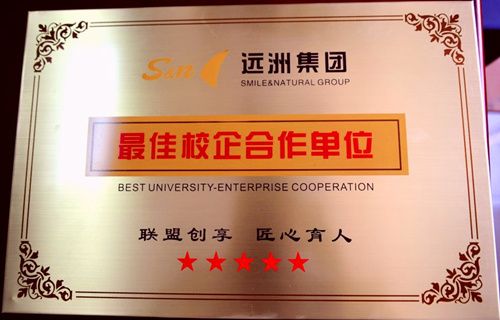 S&n 远洲集团
SMILE&NATURAL GROUP
最佳校企合作单位
BEST UNIVERSITY-ENTERPRISE COOPERATION
联盟创享 匠心育人